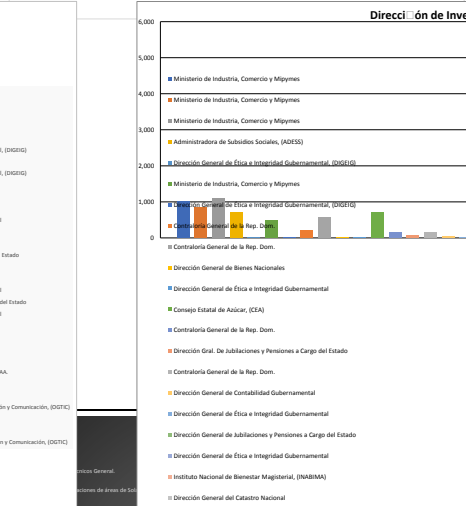 l, (DIGEIG)
l, (DIGEIG)
Estado
del Estado
AA.
ón y Comunicación, (OGTIC)
n y Comunicación, (OGTIC)
cnicos General.
aciones de áreas de Sol
Dirección de Inve
6,000
5,000
4,000
3,000
2,000
1,000
0
Ministerio de Industria, Comercio y Mipymes
Ministerio de Industria, Comercio y Mipymes
Ministerio de Industria, Comercio y Mipymes
Administradora de Subsidios Sociales, (ADESS)
Dirección General de Ética e Integridad Gubernamental, (DIGEIG)
Ministerio de Industria, Comercio y Mipymes
Dirección General de Ética e Integridad Gubernamental, (DIGEIG)
Contraloría General de la Rep. Dom.
Contraloría General de la Rep. Dom.
Dirección General de Bienes Nacionales
Dirección General de Ética e Integridad Gubernamental
Consejo Estatal de Azúcar, (CEA)
Contraloría General de la Rep. Dom.
Dirección Gral. De Jubilaciones y Pensiones a Cargo del Estado
Contraloría General de la Rep. Dom.
Dirección General de Contabilidad Gubernamental
Dirección General de Ética e Integridad Gubernamental
Dirección General de Jubilaciones y Pensiones a Cargo del Estado
Dirección General de Ética e Integridad Gubernamental
Instituto Nacional de Bienestar Magisterial, (INABIMA)
Dirección General del Catastro Nacional